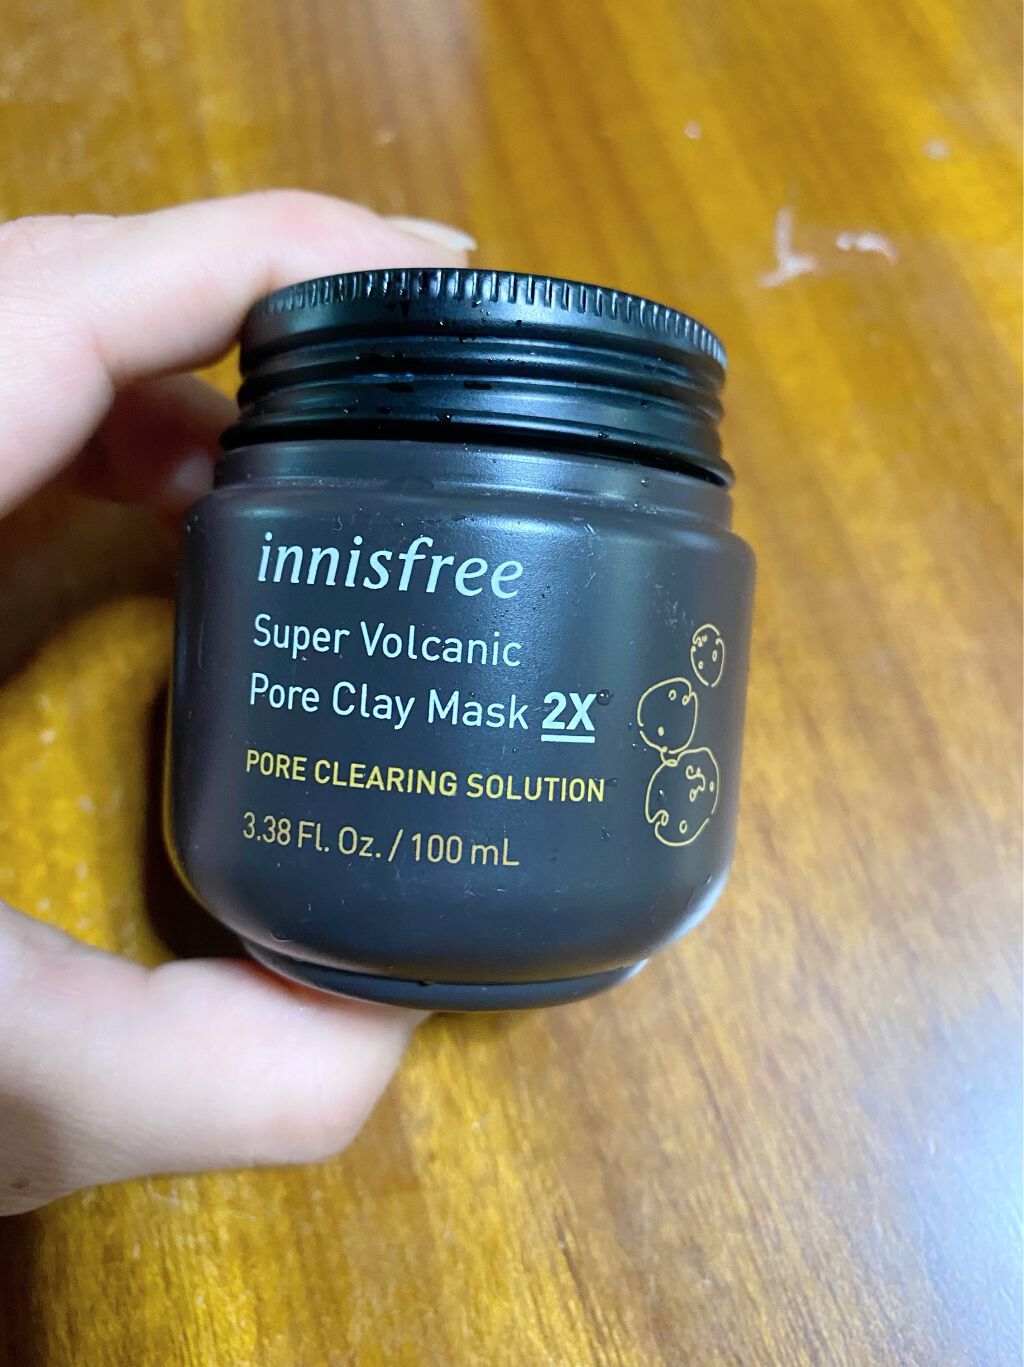 innisfree
Super Volcanic
Pore Clay Mask 2X
PORE CLEARING SOLUTION
3.38 Fl. Oz. / 100 mL